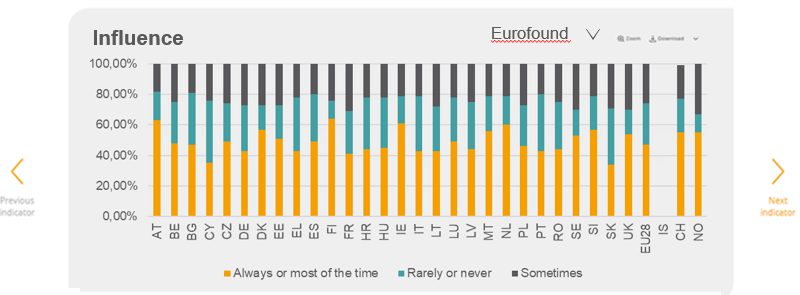 Influence
Eurofound
Zoom
Download
100,00%
80,00%
60,00%
40,00%
20,00%
0,00%
AT BE BG CY CZ DE DK EE EL ES FI FR HR HU IE IT LT LU LV MT NL PL PT RO SE SI SK UK EU28 IS CH NO
Always or most of the time
Rarely or never
Sometimes
Previous
indicator
Next
indicator